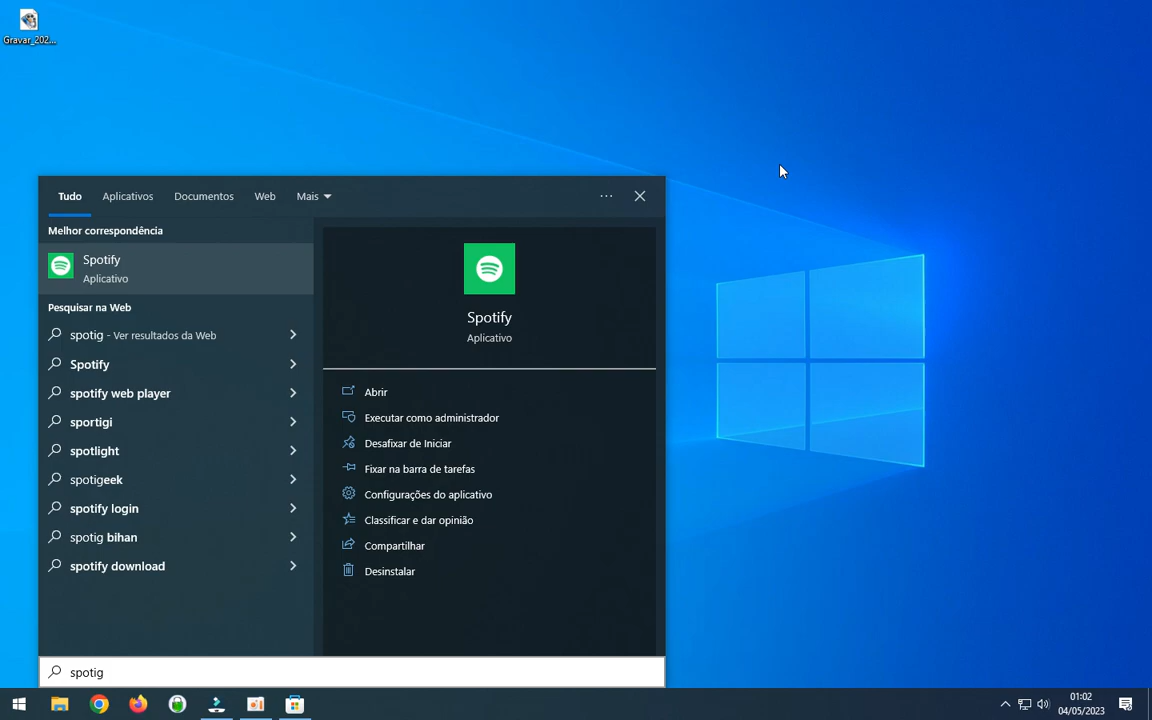 Gravar_202...
Tudo Aplicativos Documentos Web Mais
Melhor correspondência
Spotify
Aplicativo
Pesquisar na Web
spotig - Ver resultados da Web
Spotify
spotify web player
sportigi
spotlight
spotigeek
spotify login
spotig bihan
spotify download
Spotify
Aplicativo
Abrir
Executar como administrador
Desafixar de Iniciar
Fixar na barra de tarefas
Configurações do aplicativo
Classificar e dar opinião
Compartilhar
Desinstalar
spotig
01:02
04/05/2023